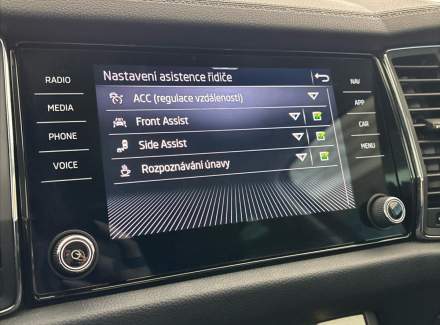 Nastavení asistence řidiče
RADIO
MEDIA
PHONE
VOICE
ACC (regulace vzdálenosti)
Front Assist
Side Assist
Rozpoznávání únavy
NAV
APP
CAR
MENU